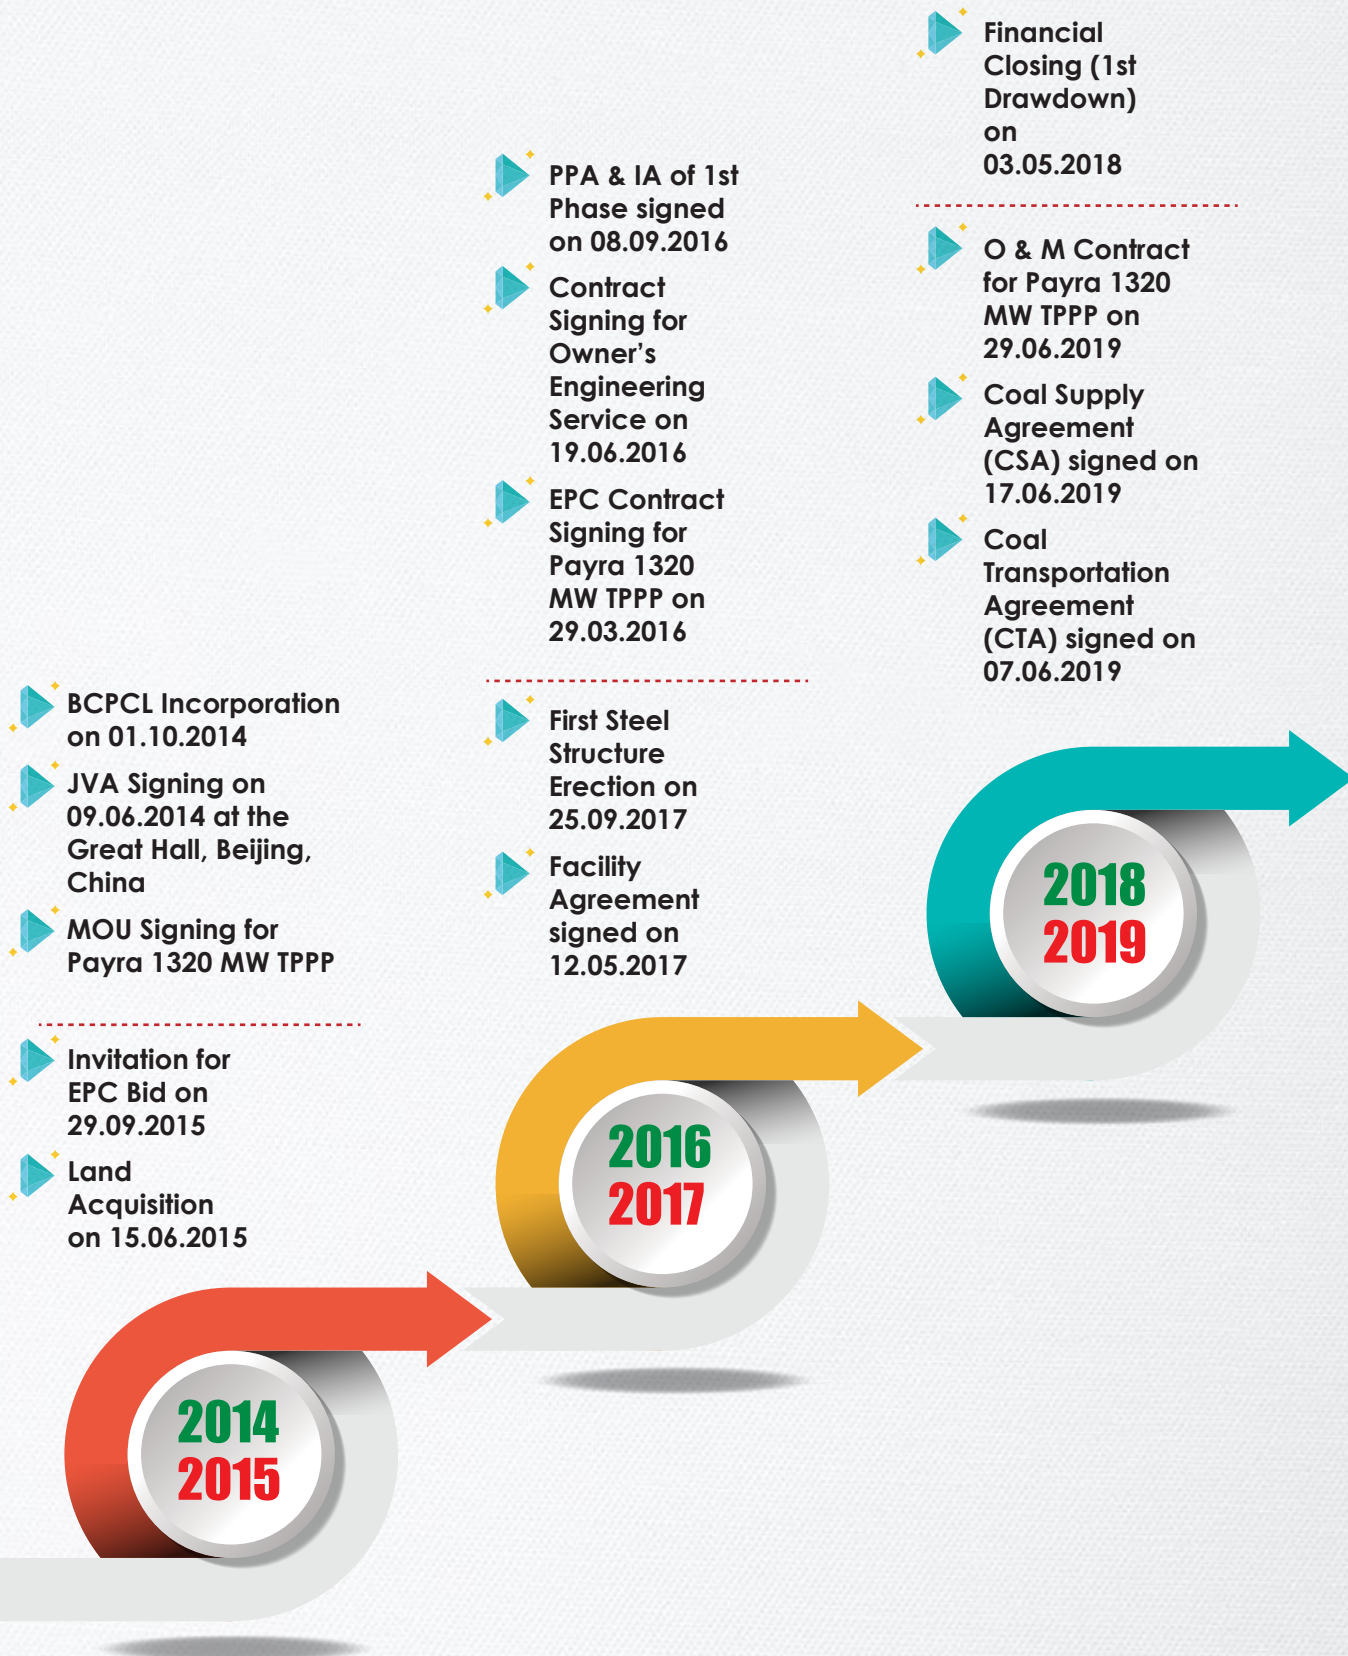 BCPCL Incorporation
on 01.10.2014
JVA Signing on
09.06.2014 at the
Great Hall, Beijing,
China
MOU Signing for
Payra 1320 MW TPPP
Invitation for
EPC Bid on
29.09.2015
Land
Acquisition
on 15.06.2015
2014
2015
PPA & IA of 1st
Phase signed
on 08.09.2016
Contract
Signing for
Owner’s
Engineering
Service on
19.06.2016
EPC Contract
Signing for
Payra 1320
MW TPPP on
29.03.2016
First Steel
Structure
Erection on
25.09.2017
Facility
Agreement
signed on
12.05.2017
2016
2017
Financial
Closing (1st
Drawdown)
on
03.05.2018
O & M Contract
for Payra 1320
MW TPPP on
29.06.2019
Coal Supply
Agreement
(CSA) signed on
17.06.2019
Coal
Transportation
Agreement
(CTA) signed on
07.06.2019
2018
2019